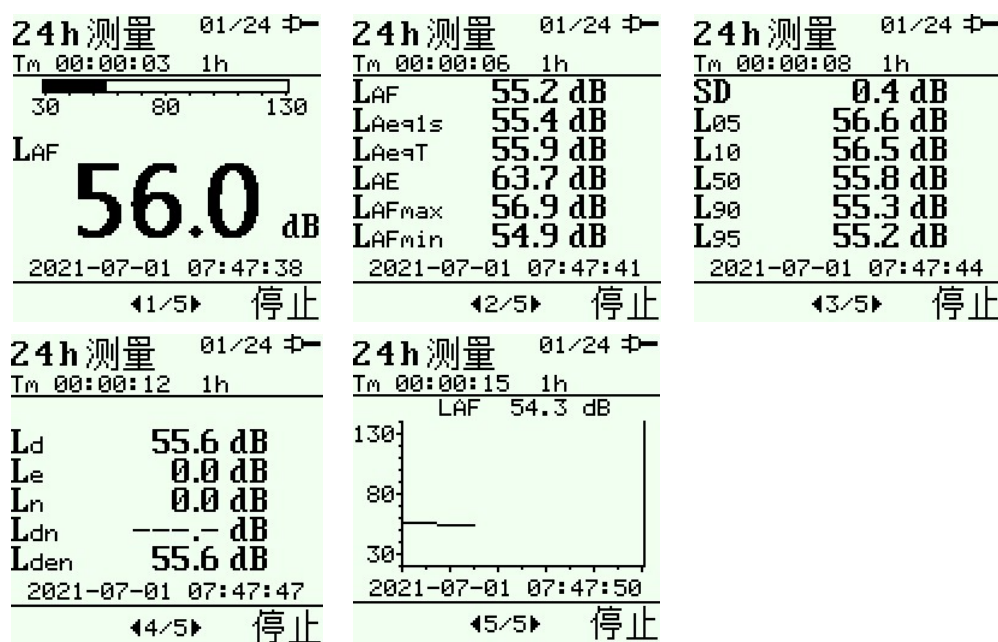 24h测量 01/24
Tm 00:00:03 1h
30 80 130
LAF
56.0 dB
2021-07-01 07:47:38
1/5 停止
24h测量 01/24
Tm 00:00:06 1h
LAF 55.2 dB
LAeq1s 55.4 dB
LAeqT 55.9 dB
LAE 63.7 dB
LAFmax 56.9 dB
LAFmin 54.9 dB
2021-07-01 07:47:41
2/5 停止
24h测量 01/24
Tm 00:00:08 1h
SD 0.4 dB
L05 56.6 dB
L10 56.5 dB
L50 55.8 dB
L90 55.3 dB
L95 55.2 dB
2021-07-01 07:47:44
3/5 停止
24h测量 01/24
Tm 00:00:12 1h
Ld 55.6 dB
Le 0.0 dB
Ln 0.0 dB
Ldn ---.- dB
Lden 55.6 dB
2021-07-01 07:47:47
4/5 停止
24h测量 01/24
Tm 00:00:15 1h
LAF 54.3 dB
130
80
30
2021-07-01 07:47:50
5/5 停止